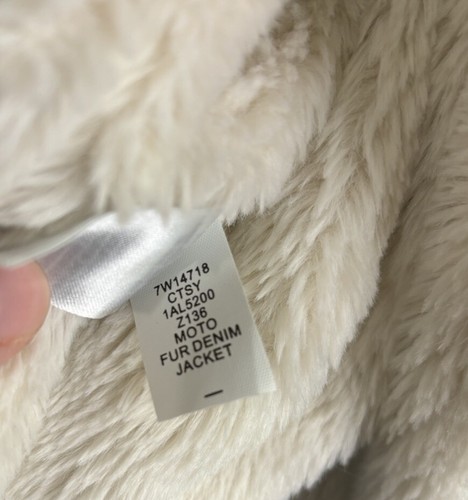 7W14718
CTSY
1AL5200
Z136
MOTO
FUR DENIM
JACKET